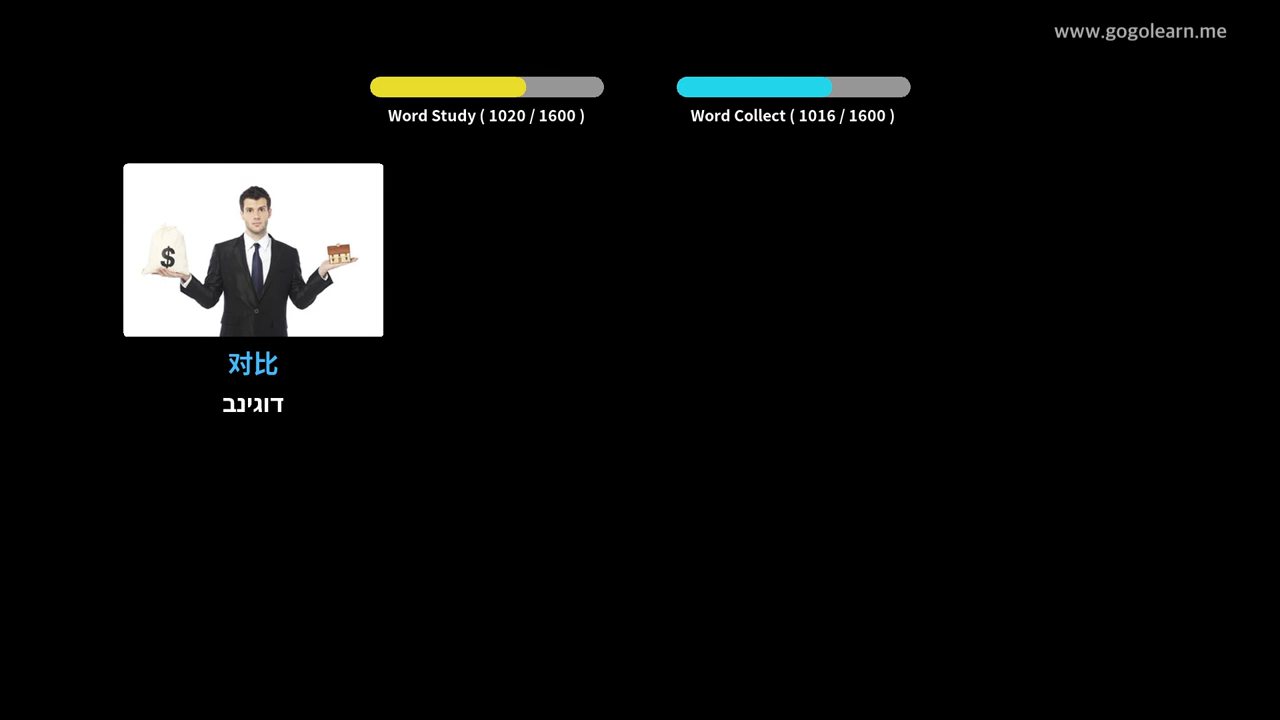 www.gogolearn.me
Word Study ( 1020 / 1600 )
Word Collect ( 1016 / 1600 )
$
对比
דוגינב